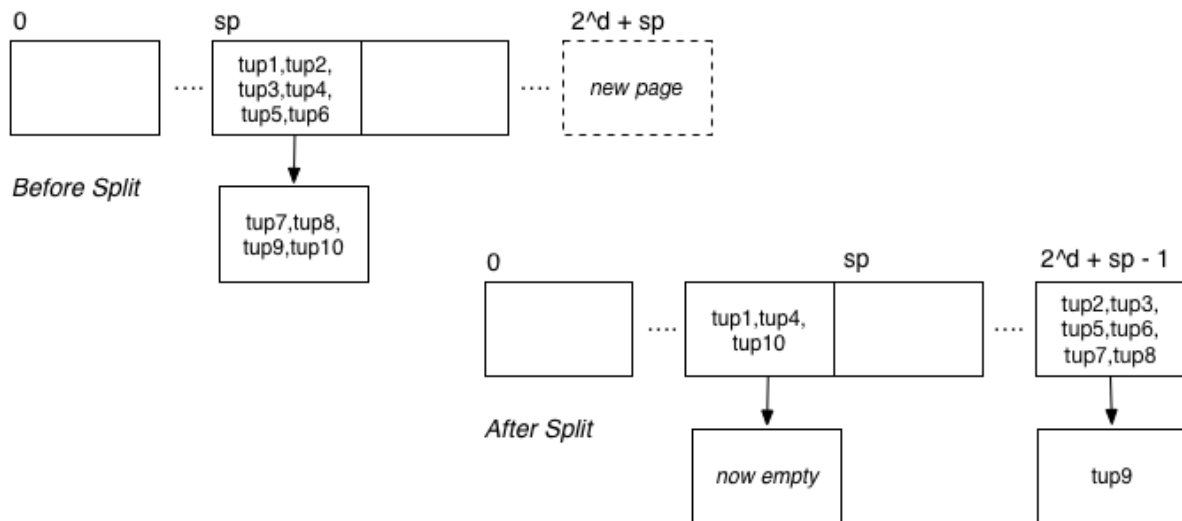 0
sp
2^d + sp
tup1,tup2,
tup3,tup4,
tup5,tup6
....
....
new page
Before Split
tup7,tup8,
tup9,tup10
0
sp
2^d + sp - 1
....
tup1,tup4,
tup10
....
tup2,tup3,
tup5,tup6,
tup7,tup8
After Split
now empty
tup9